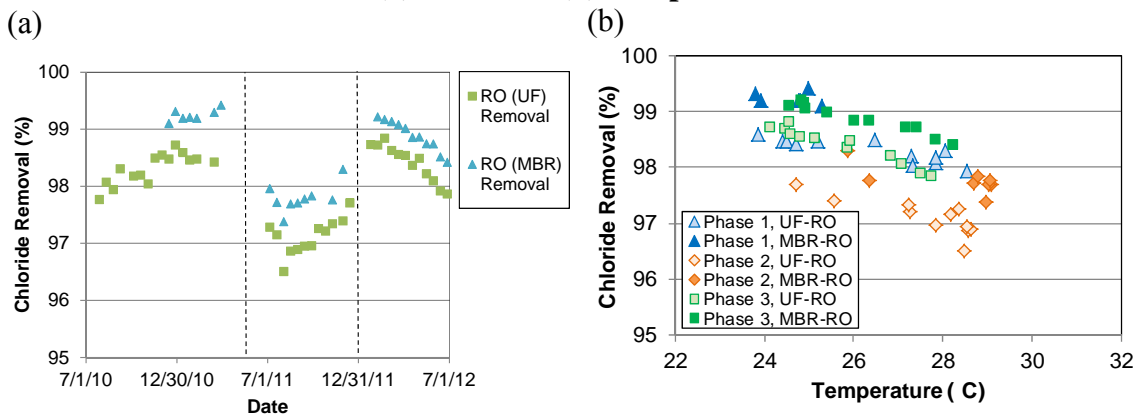 (a)
Chloride Removal (%)
100
99
98
97
96
95
7/1/10 12/30/10 7/1/11 12/31/11 7/1/12
Date
RO (UF)
Removal
RO (MBR)
Removal
(b)
Chloride Removal (%)
100
99
98
97
96
95
Phase 1, UF-RO
Phase 1, MBR-RO
Phase 2, UF-RO
Phase 2, MBR-RO
Phase 3, UF-RO
Phase 3, MBR-RO
22 24 26 28 30 32
Temperature ( C)